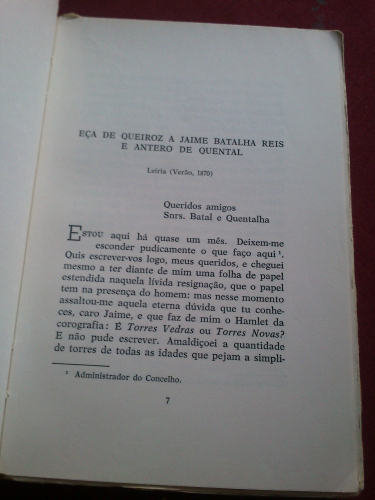 EÇA DE QUEIROZ A JAIME BATALHA REIS
E ANTERO DE QUENTAL
Leiria (Verão, 1870)
Queridos amigos
Snrs. Batal e Quentalha
ESTOU aqui há quase um mês. Deixem-me
esconder pudicamente o que faço aqui ¹.
Quis escrever-vos logo, meus queridos, e cheguei
mesmo a ter diante de mim uma folha de papel
estendida naquela lívida resignação, que o papel
tem na presença do homem: mas nesse momento
assaltou-me aquela eterna dúvida que tu conhe-
ces, caro Jaime, e que faz de mim o Hamlet da
corografia: É Torres Vedras ou Torres Novas?
E não pude escrever. Amaldiçoei a quantidade
de torres de todas as idades que pejam a simpli-
¹ Administrador do Concelho.
7